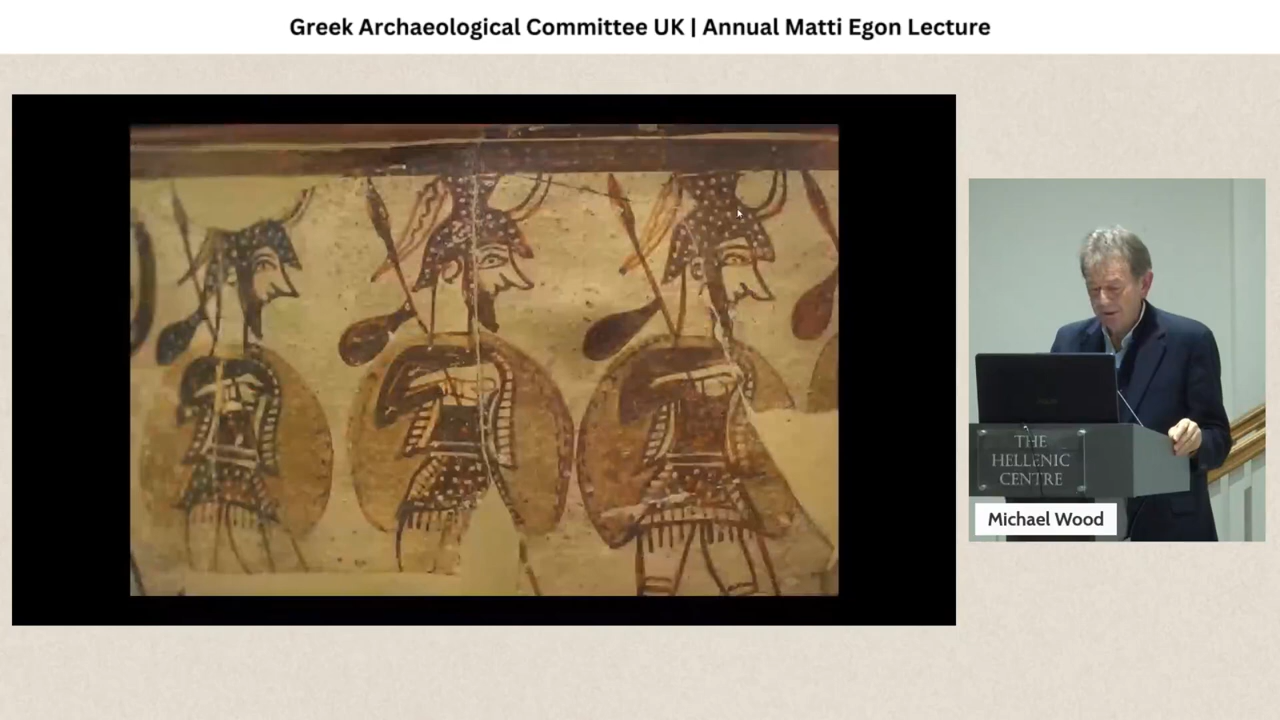 Greek Archaeological Committee UK | Annual Matti Egon Lecture
THE
HELLENIC
CENTRE
Michael Wood